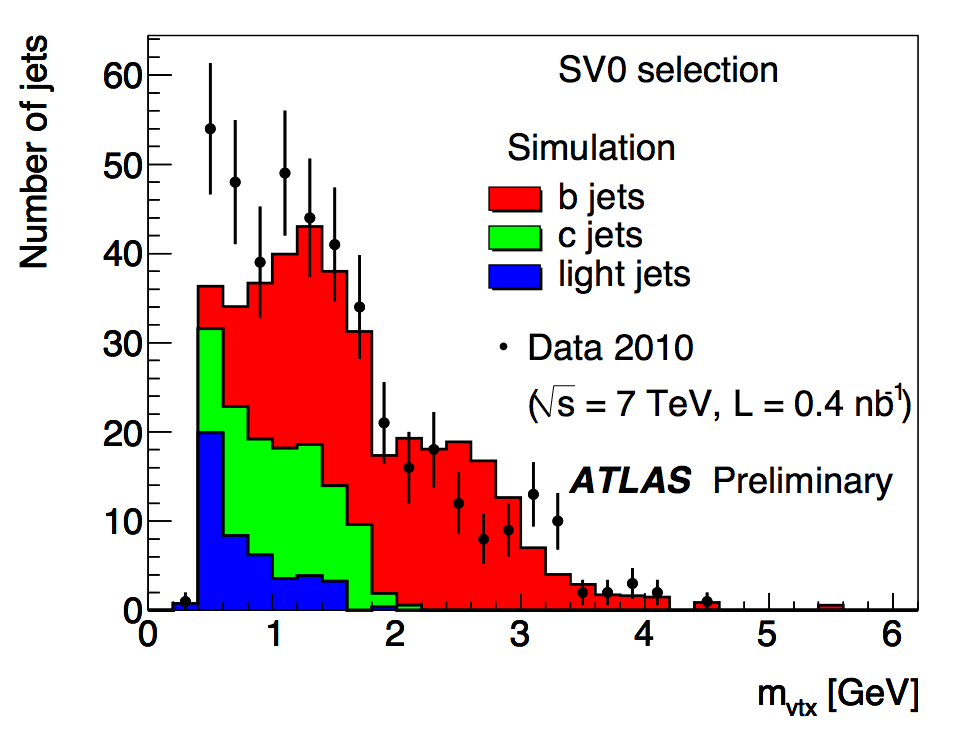 Number of jets
60
50
40
30
20
10
0
SV0 selection
Simulation
b jets
c jets
light jets
Data 2010
(√s = 7 TeV, L = 0.4 nb⁻¹)
ATLAS Preliminary
0 1 2 3 4 5 6
m_vtx [GeV]